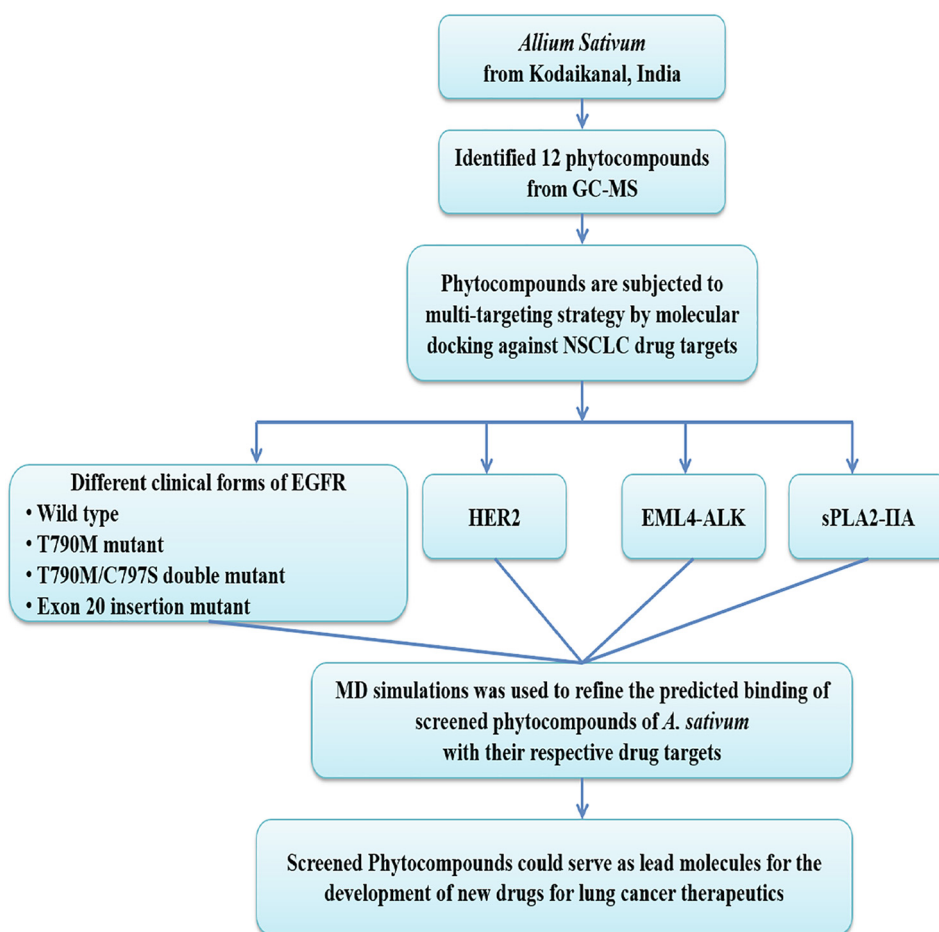 Allium Sativum
from Kodaikanal, India
Identified 12 phytocompounds
from GC-MS
Phytocompounds are subjected to
multi-targeting strategy by molecular
docking against NSCLC drug targets
Different clinical forms of EGFR
• Wild type
• T790M mutant
• T790M/C797S double mutant
• Exon 20 insertion mutant
HER2
EML4-ALK
sPLA2-IIA
MD simulations was used to refine the predicted binding of
screened phytocompounds of A. sativum
with their respective drug targets
Screened Phytocompounds could serve as lead molecules for the
development of new drugs for lung cancer therapeutics